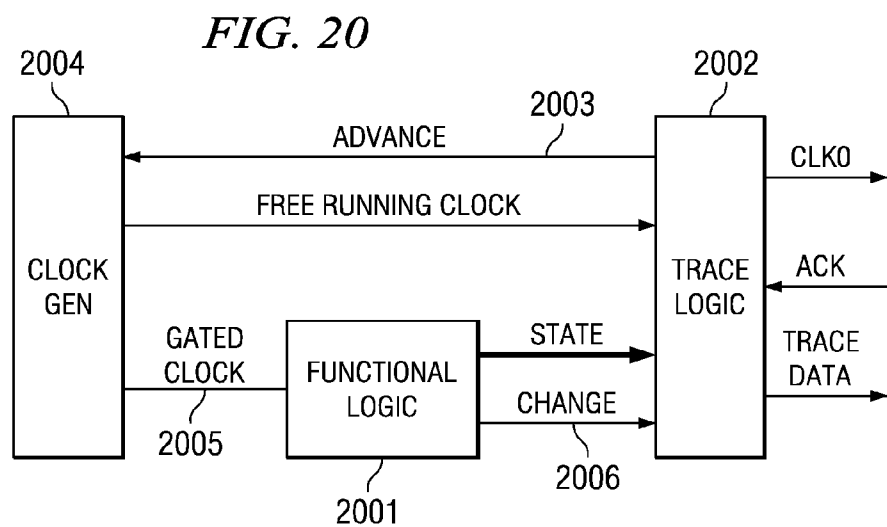 FIG. 20
2004
2002
2003
ADVANCE
CLK0
FREE RUNNING CLOCK
CLOCK
GEN
TRACE
LOGIC
ACK
GATED
CLOCK
FUNCTIONAL
LOGIC
STATE
TRACE
DATA
CHANGE
2005
2006
2001